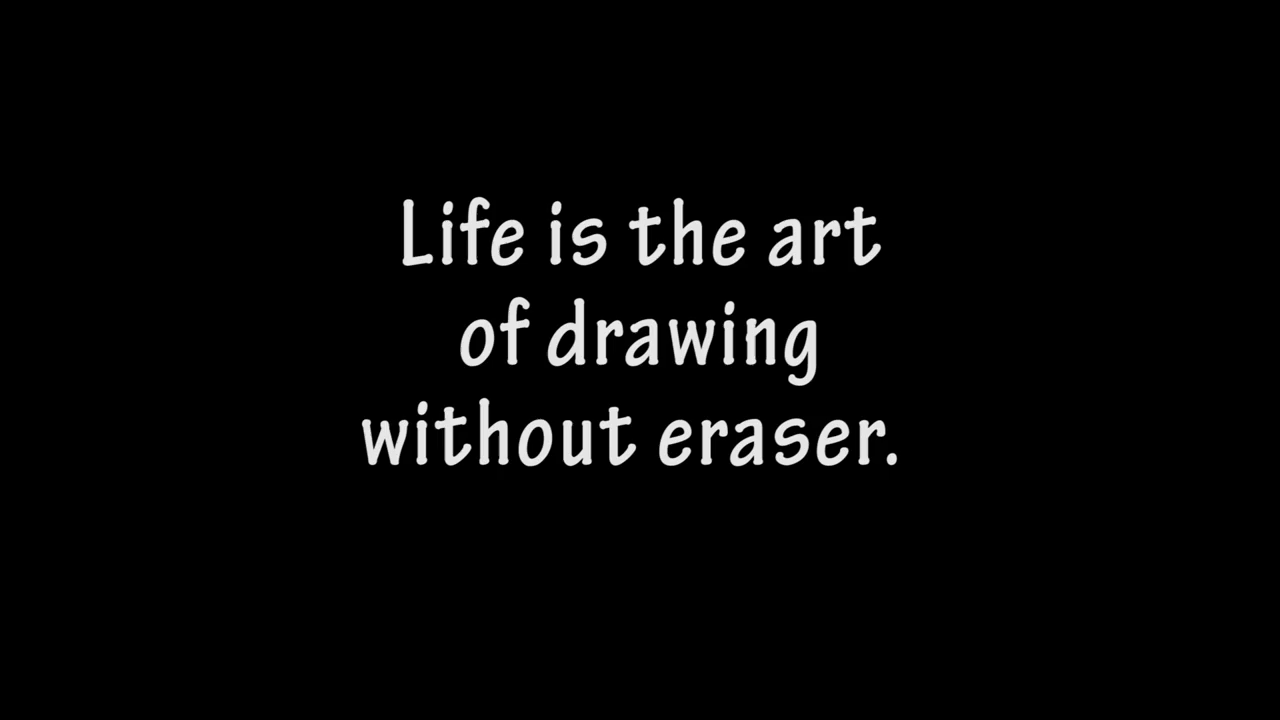 Life is the art
of drawing
without eraser.